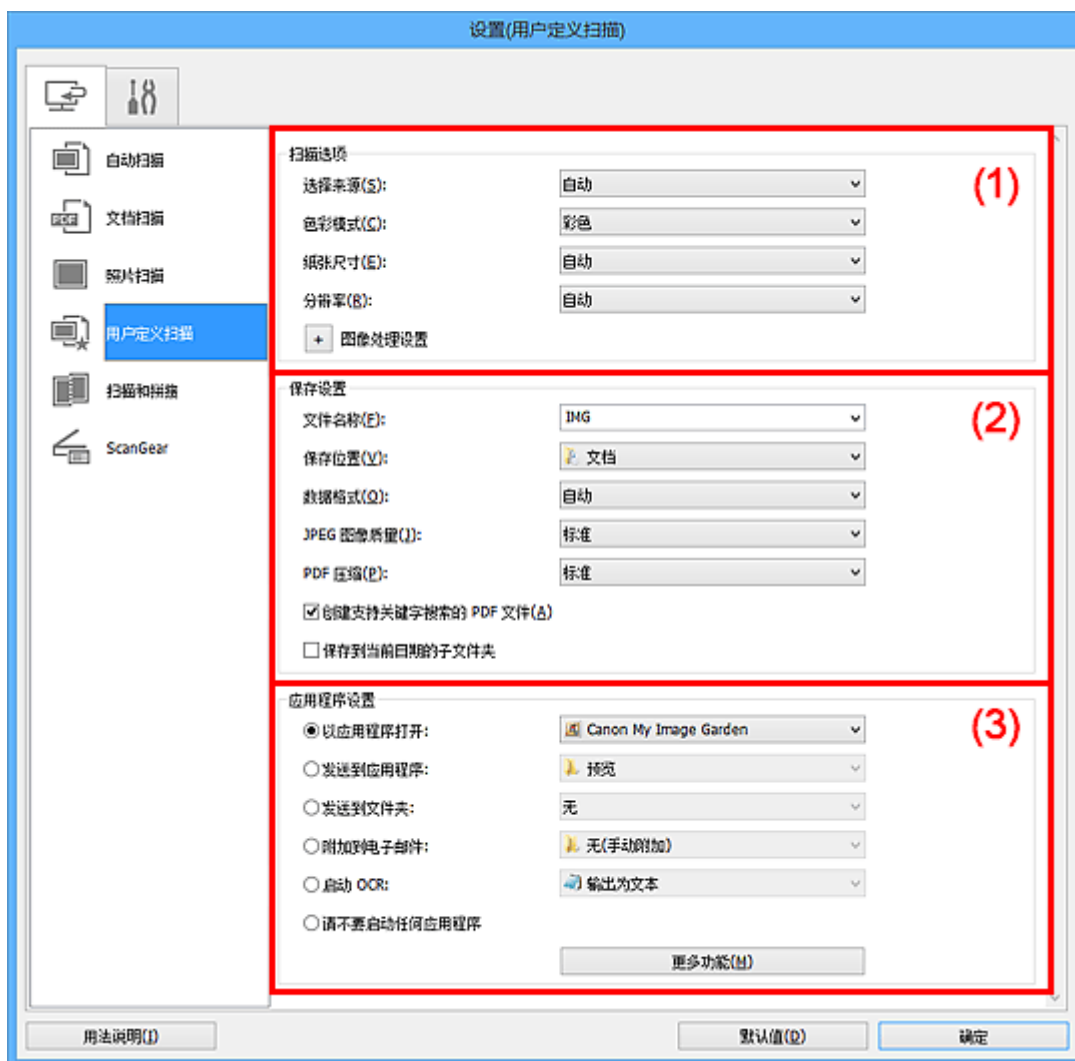 设置(用户定义扫描)
自动扫描
文档扫描
照片扫描
用户定义扫描
扫描和拼缝
ScanGear
扫描选项
(1)
选择来源(S): 自动
色彩模式(C): 彩色
纸张尺寸(E): 自动
分辨率(R): 自动
+ 图像处理设置
保存设置
(2)
文件名称(F): IMG
保存位置(V): 文档
数据格式(O): 自动
JPEG 图像质量(J): 标准
PDF 压缩(P): 标准
创建支持关键字搜索的 PDF 文件(A)
保存到当前日期的子文件夹
应用程序设置
(3)
以应用程序打开: Canon My Image Garden
发送到应用程序: 预览
发送到文件夹: 无
附加到电子邮件: 无(手动附加)
启动 OCR: 输出为文本
请不要启动任何应用程序
更多功能(M)
用法说明(I) 默认值(D) 确定